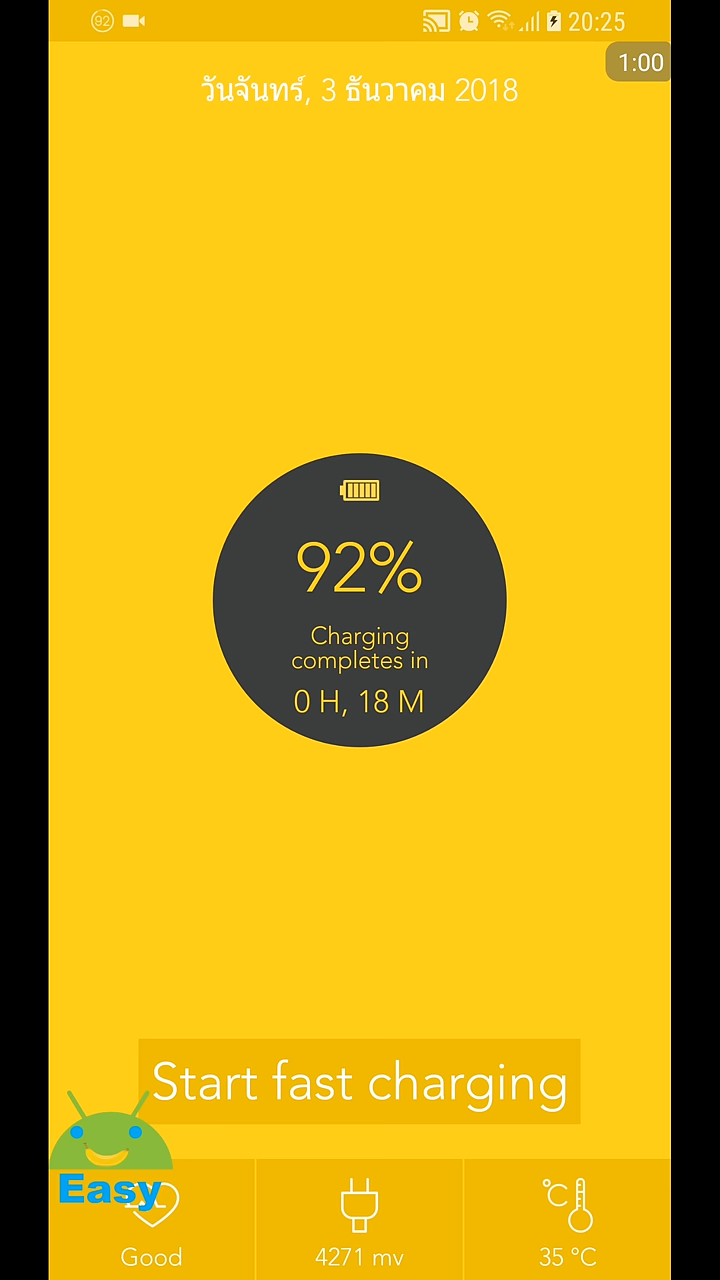 92
20:25
1:00
วันจันทร์, 3 ธันวาคม 2018
92%
Charging
completes in
0 H, 18 M
Start fast charging
Easy
°C
Good
4271 mv
35 °C